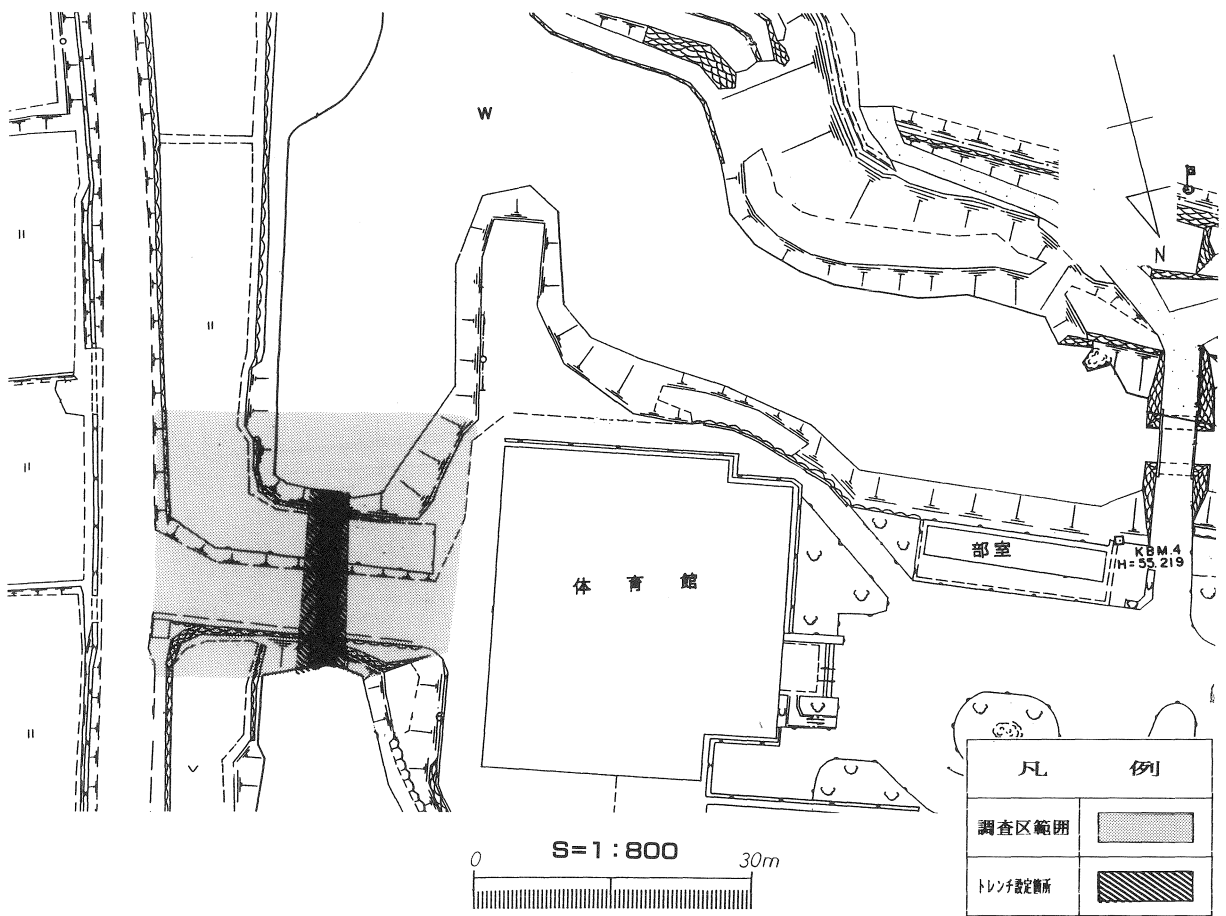 W
N
体育館
部室
KBM.4
H=55.219
凡例
調査区範囲
トレンチ設定箇所
S=1:800
0 30m